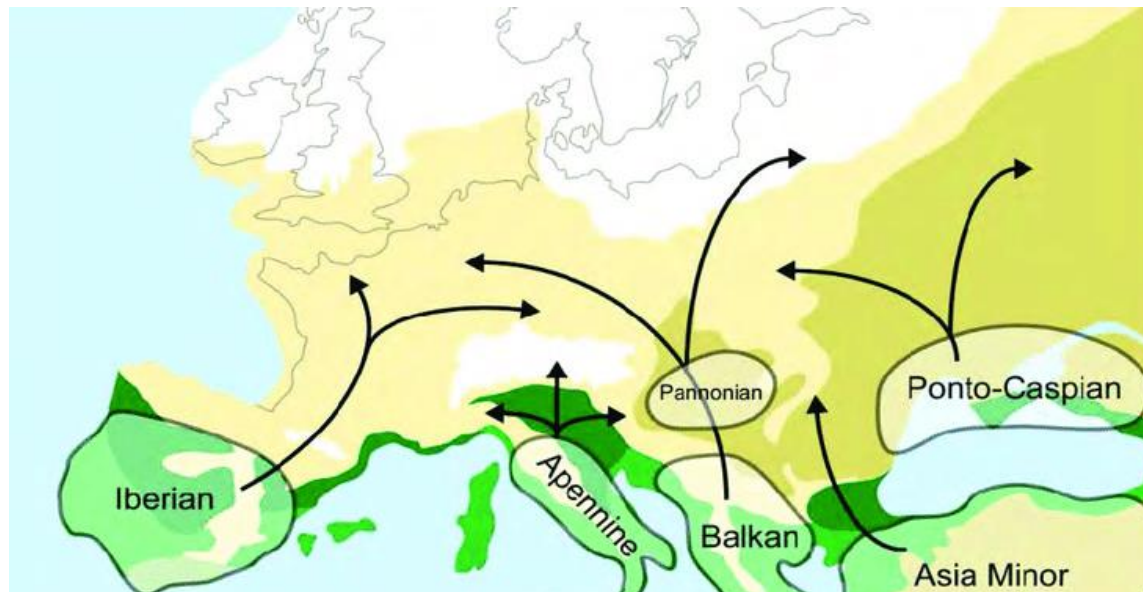 Pannonian
Ponto-Caspian
Iberian
Apennine
Balkan
Asia Minor